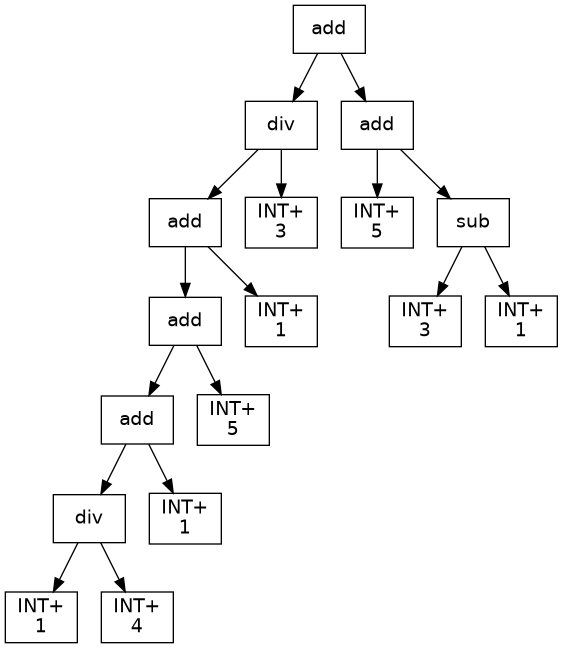 add
div
add
add
INT+
3
INT+
5
sub
add
INT+
1
INT+
3
INT+
1
add
INT+
5
div
INT+
1
INT+
1
INT+
4